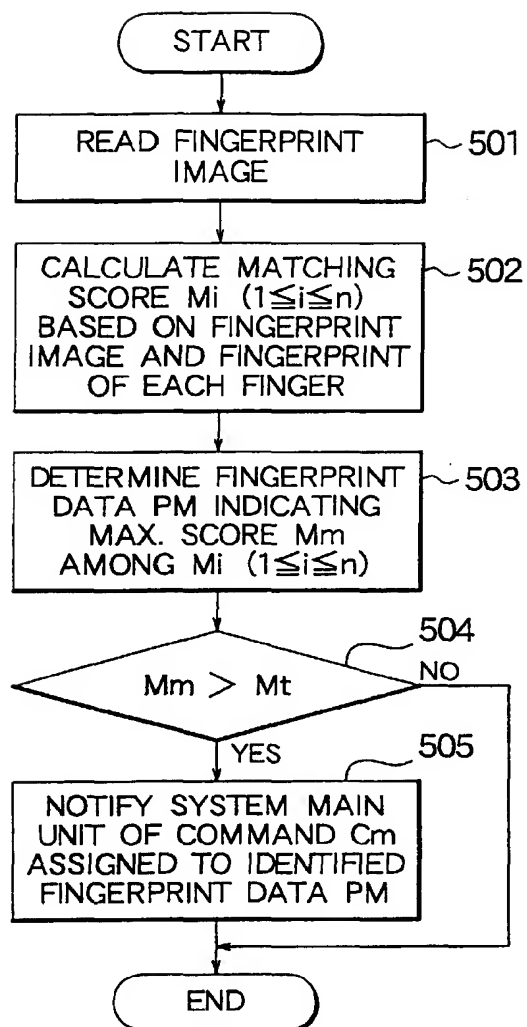 START
READ FINGERPRINT
IMAGE
501
CALCULATE MATCHING
SCORE Mi (1≦i≦n)
BASED ON FINGERPRINT
IMAGE AND FINGERPRINT
OF EACH FINGER
502
DETERMINE FINGERPRINT
DATA PM INDICATING
MAX. SCORE Mm
AMONG Mi (1≦i≦n)
503
504
Mm > Mt
NO
YES
505
NOTIFY SYSTEM MAIN
UNIT OF COMMAND Cm
ASSIGNED TO IDENTIFIED
FINGERPRINT DATA PM
END